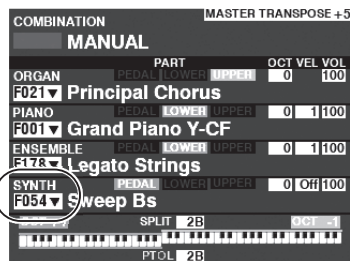 MASTER TRANSPOSE +5
COMBINATION
MANUAL
PART OCT VEL VOL
ORGAN PEDAL LOWER UPPER 0 100
F021▼ Principal Chorus
PIANO PEDAL LOWER UPPER 0 1 100
F001▼ Grand Piano Y-CF
ENSEMBLE PEDAL LOWER UPPER 0 1 100
F178▼ Legato Strings
SYNTH PEDAL LOWER UPPER 0 Off 100
F054▼ Sweep Bs
SPLIT 2B OCT -1
PTOL 2B